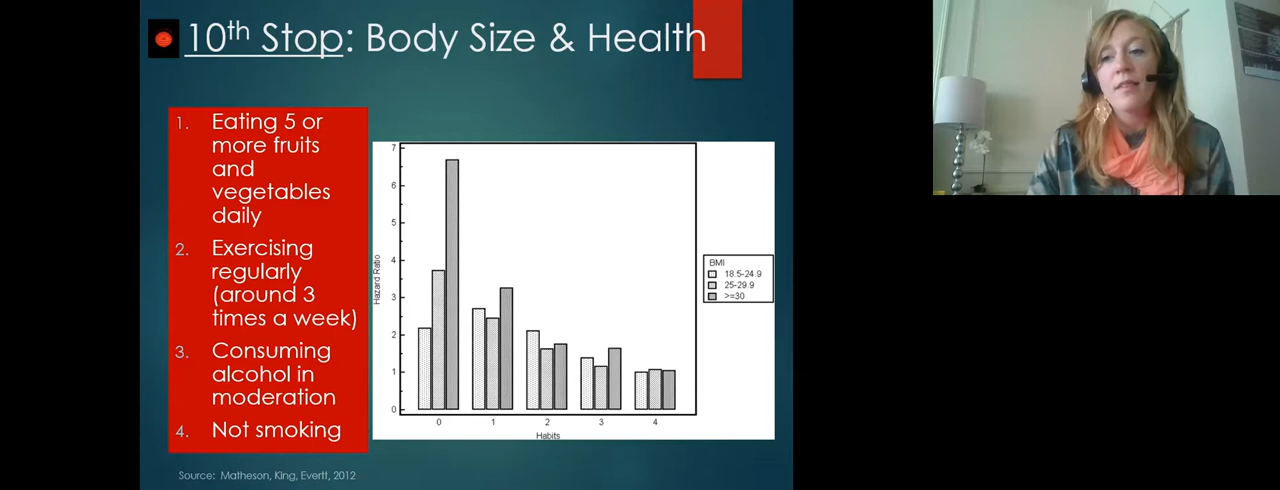 10th Stop: Body Size & Health
1. Eating 5 or
more fruits
and
vegetables
daily
2. Exercising
regularly
(around 3
times a week)
3. Consuming
alcohol in
moderation
4. Not smoking
7
6
5
4
3
2
1
0
Hazard Ratio
0 1 2 3 4
Habits
BMI
18.5-24.9
25-29.9
>=30
Source: Matheson, King, Evertt, 2012